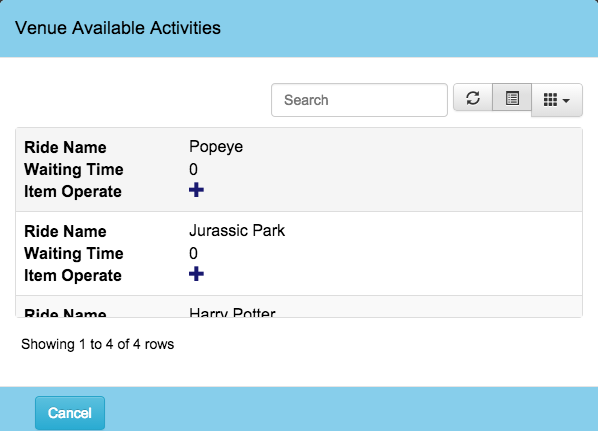 Venue Available Activities
Search
Ride Name Popeye
Waiting Time 0
Item Operate
Ride Name Jurassic Park
Waiting Time 0
Item Operate
Ride Name Harry Potter
Showing 1 to 4 of 4 rows
Cancel